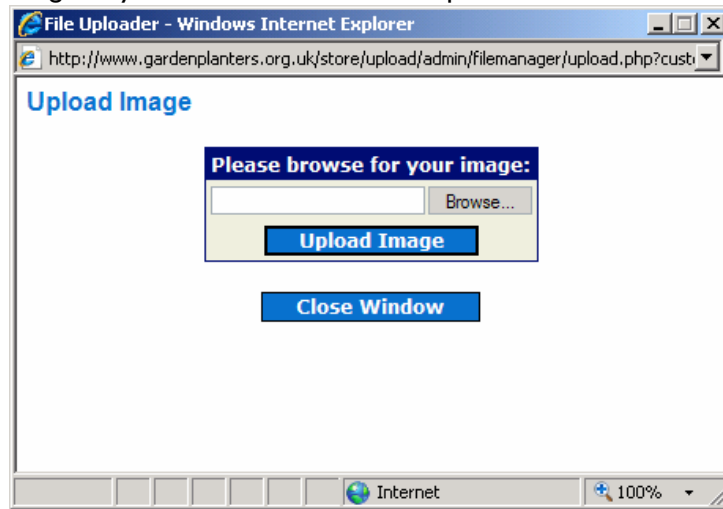 File Uploader - Windows Internet Explorer
http://www.gardenplanters.org.uk/store/upload/admin/filemanager/upload.php?cust
Upload Image
Please browse for your image:
Browse...
Upload Image
Close Window
Internet
100%